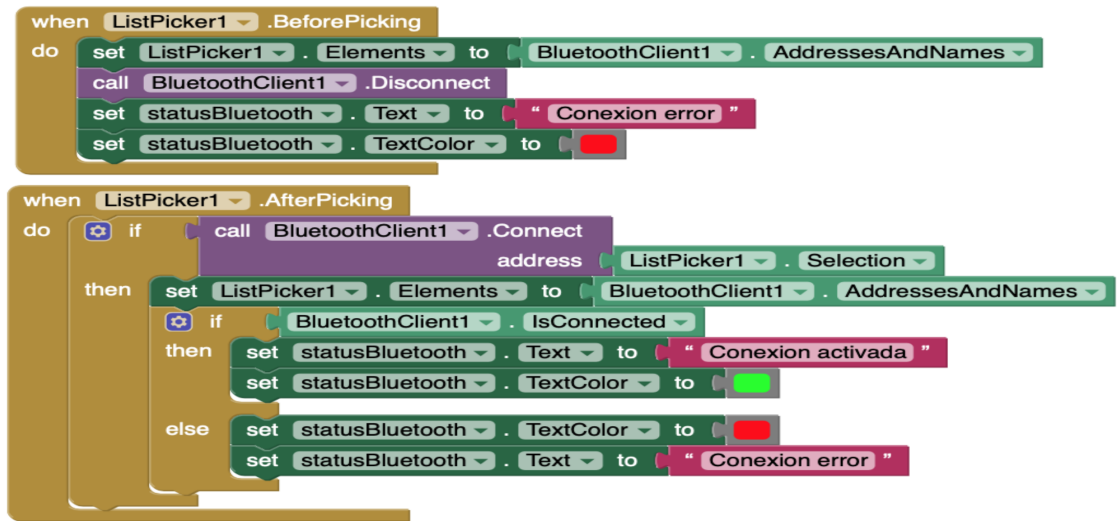 when ListPicker1 .BeforePicking
do set ListPicker1 . Elements to BluetoothClient1 . AddressesAndNames
call BluetoothClient1 .Disconnect
set statusBluetooth . Text to “ Conexion error ”
set statusBluetooth . TextColor to
when ListPicker1 .AfterPicking
do if call BluetoothClient1 .Connect
address ListPicker1 . Selection
then set ListPicker1 . Elements to BluetoothClient1 . AddressesAndNames
if BluetoothClient1 . IsConnected
then set statusBluetooth . Text to “ Conexion activada ”
set statusBluetooth . TextColor to
else set statusBluetooth . TextColor to
set statusBluetooth . Text to “ Conexion error ”